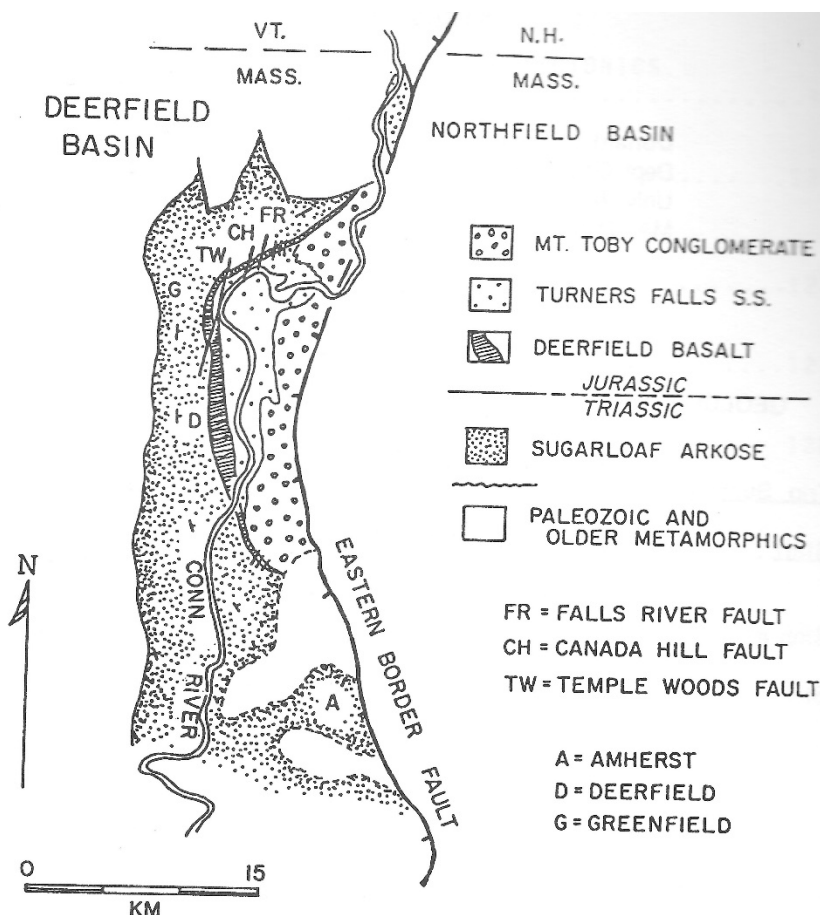 VT.
N.H.
MASS.
MASS.
DEERFIELD
BASIN
NORTHFIELD BASIN
FR
CH
TW
G
D
A
CONN
RIVER
EASTERN BORDER FAULT
N
MT. TOBY CONGLOMERATE
TURNERS FALLS S.S.
DEERFIELD BASALT
JURASSIC
TRIASSIC
SUGARLOAF ARKOSE
PALEOZOIC AND
OLDER METAMORPHICS
FR = FALLS RIVER FAULT
CH = CANADA HILL FAULT
TW = TEMPLE WOODS FAULT
A = AMHERST
D = DEERFIELD
G = GREENFIELD
0
15
KM